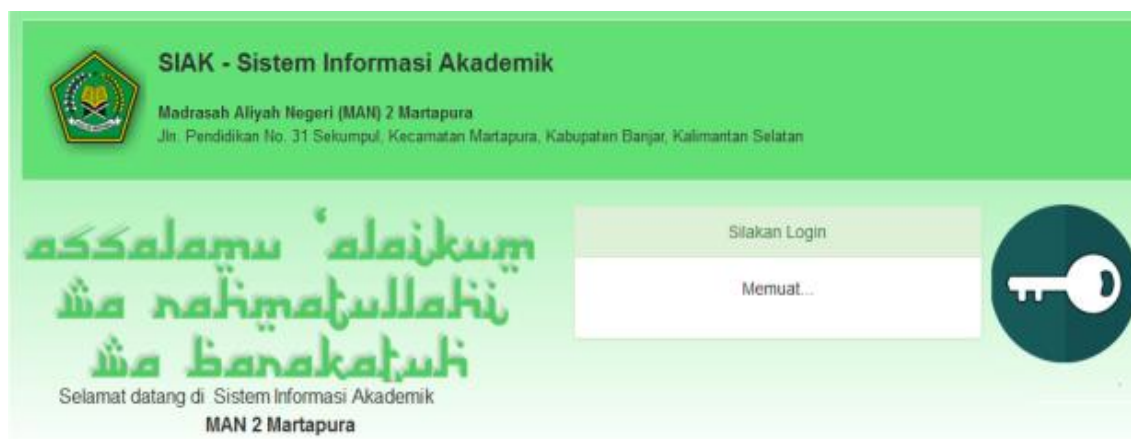 SIAK - Sistem Informasi Akademik
Madrasah Aliyah Negeri (MAN) 2 Martapura
Jln. Pendidikan No. 31 Sekumpul, Kecamatan Martapura, Kabupaten Banjar, Kalimantan Selatan
assalamu 'alaikum
wa rahmatullahi
wa barakatuh
Selamat datang di Sistem Informasi Akademik
MAN 2 Martapura
Silakan Login
Memuat...